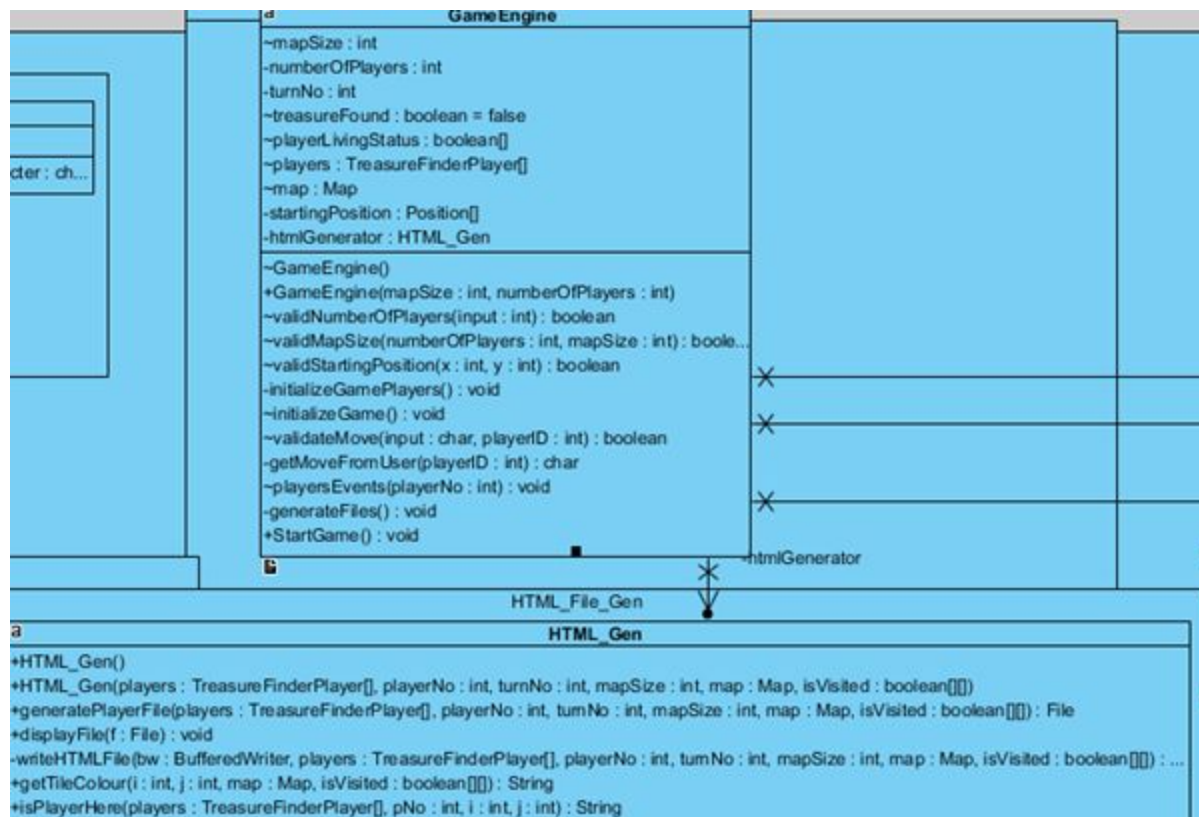 GameEngine
~mapSize : int
-numberOfPlayers : int
-turnNo : int
~treasureFound : boolean = false
~playerLivingStatus : boolean[]
~players : TreasureFinderPlayer[]
~map : Map
-startingPosition : Position[]
-htmlGenerator : HTML_Gen
cter : ch...
~GameEngine()
+GameEngine(mapSize : int, numberOfPlayers : int)
~validNumberOfPlayers(input : int) : boolean
~validMapSize(numberOfPlayers : int, mapSize : int) : boole...
~validStartingPosition(x : int, y : int) : boolean
-initializeGamePlayers() : void
~initializeGame() : void
~validateMove(input : char, playerID : int) : boolean
-getMoveFromUser(playerID : int) : char
~playersEvents(playerNo : int) : void
-generateFiles() : void
+StartGame() : void
-htmlGenerator
HTML_File_Gen
HTML_Gen
+HTML_Gen()
+HTML_Gen(players : TreasureFinderPlayer[], playerNo : int, turnNo : int, mapSize : int, map : Map, isVisited : boolean[][])
+generatePlayerFile(players : TreasureFinderPlayer[], playerNo : int, turnNo : int, mapSize : int, map : Map, isVisited : boolean[][]) : File
+displayFile(f : File) : void
-writeHTMLFile(bw : BufferedWriter, players : TreasureFinderPlayer[], playerNo : int, turnNo : int, mapSize : int, map : Map, isVisited : boolean[][]) : ...
+getTileColour(i : int, j : int, map : Map, isVisited : boolean[][]) : String
+isPlayerHere(players : TreasureFinderPlayer[], pNo : int, i : int, j : int) : String